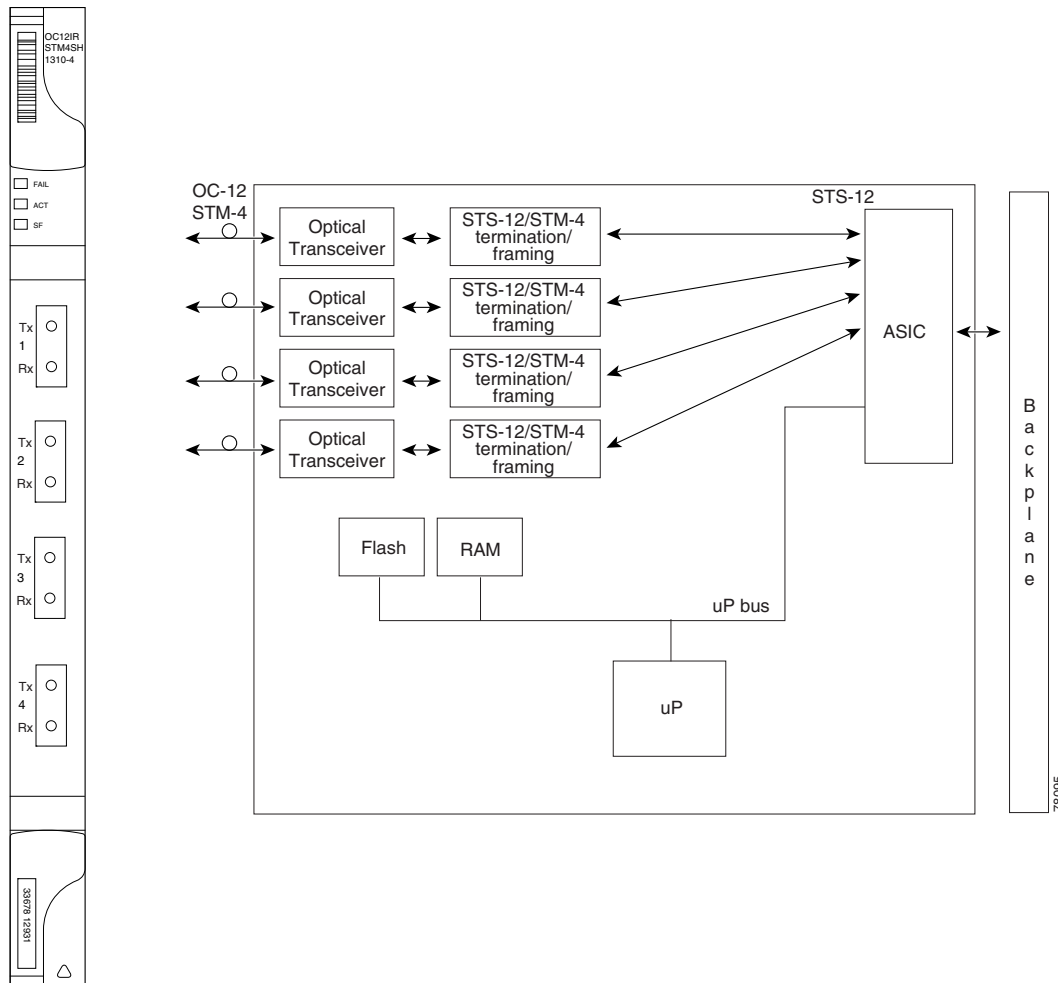 OC12IR
STM4SH
1310-4
FAIL
ACT
SF
Tx
1
Rx
Tx
2
Rx
Tx
3
Rx
Tx
4
Rx
33678 12931
OC-12
STM-4
STS-12
Optical
Transceiver
STS-12/STM-4
termination/
framing
Optical
Transceiver
STS-12/STM-4
termination/
framing
Optical
Transceiver
STS-12/STM-4
termination/
framing
Optical
Transceiver
STS-12/STM-4
termination/
framing
ASIC
Flash
RAM
uP bus
uP
Backplane
78095